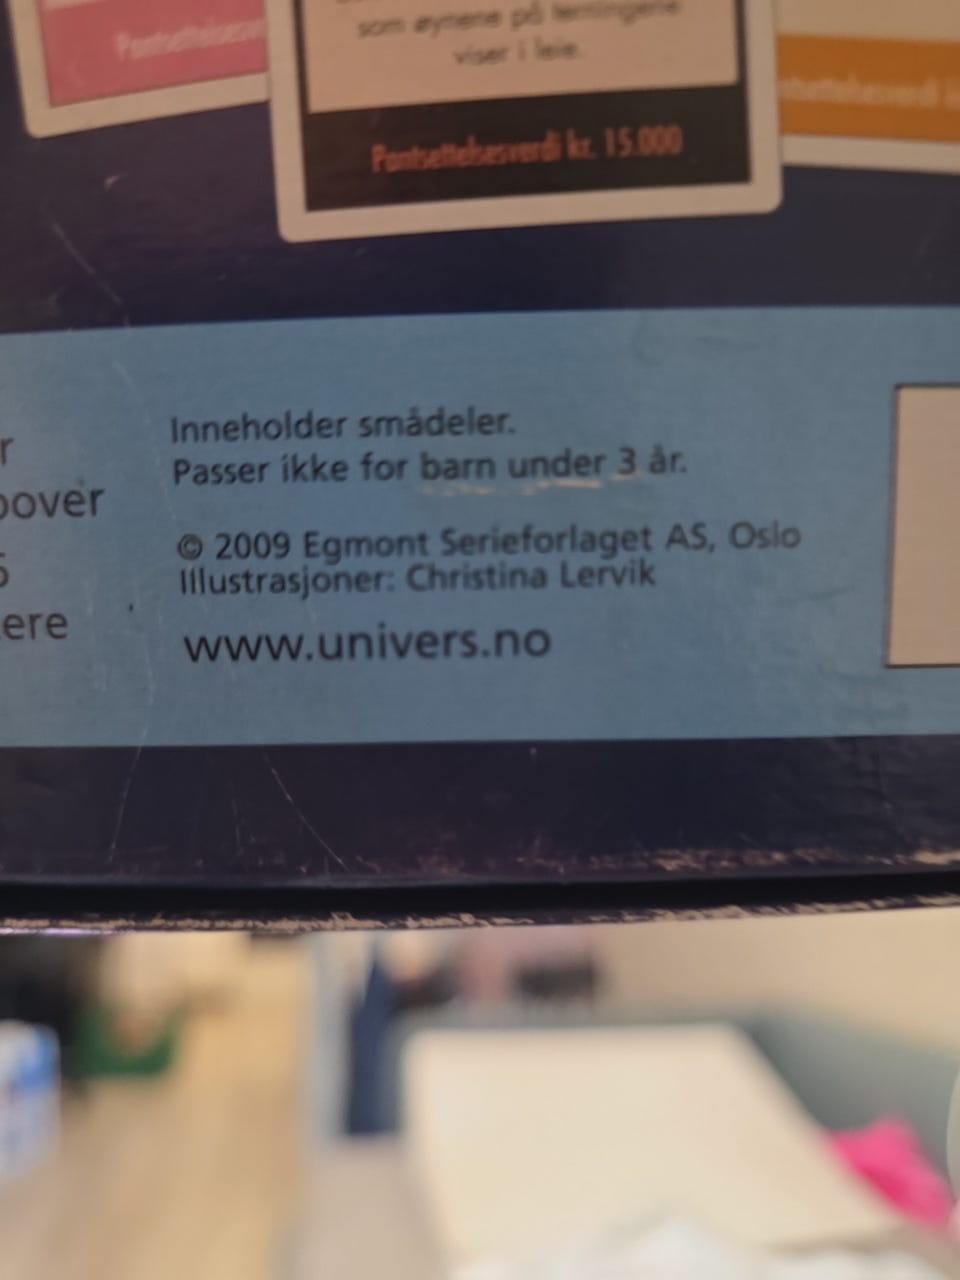 som øynene på terningene
viser i leie.
Pantsettelsesverdi
Pantsettelsesverdi kr. 15.000
Inneholder smådeler.
Passer ikke for barn under 3 år.
© 2009 Egmont Serieforlaget AS, Oslo
Illustrasjoner: Christina Lervik
www.univers.no